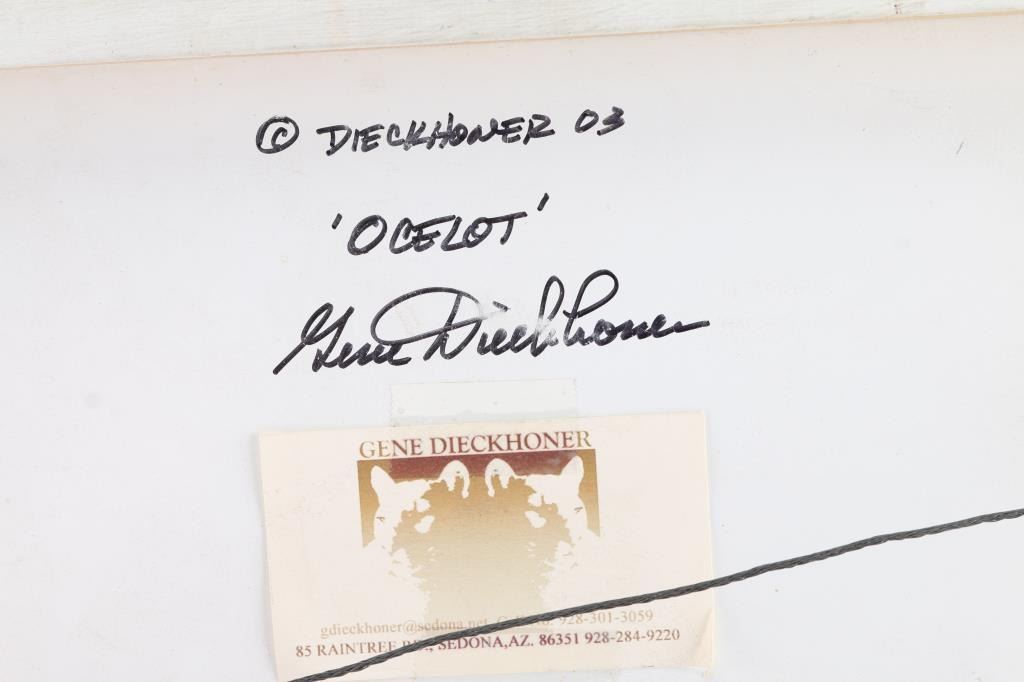 © DIECKHONER 03
'OCELOT'
Gene Dieckhoner
GENE DIECKHONER
gdieckhoner@sedona.net 928-301-3059
85 RAINTREE SEDONA,AZ. 86351 928-284-9220